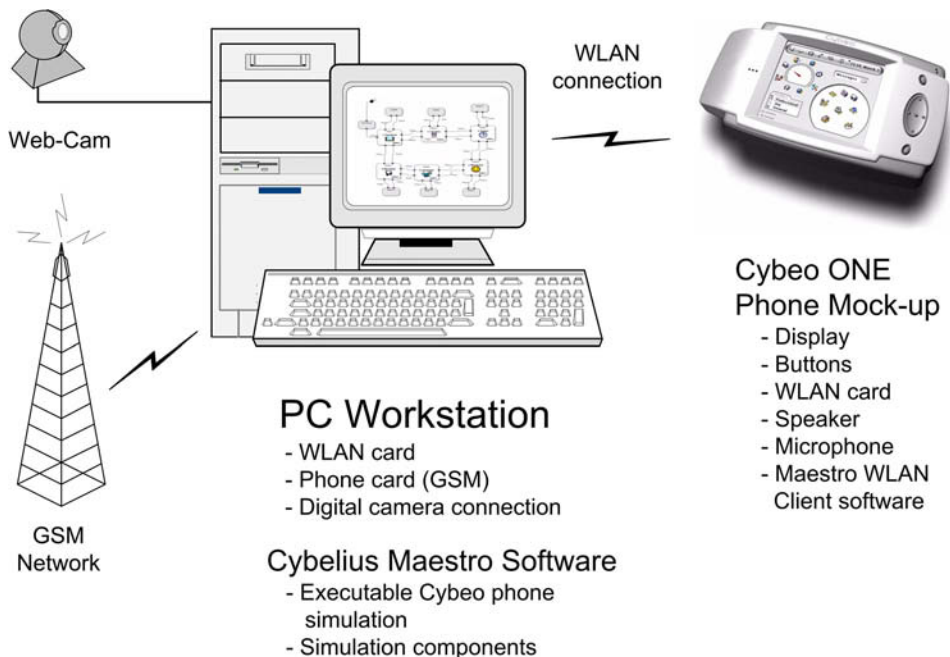 Web-Cam
WLAN
connection
GSM
Network
PC Workstation
- WLAN card
- Phone card (GSM)
- Digital camera connection
Cybelius Maestro Software
- Executable Cybeo phone
simulation
- Simulation components
Cybeo ONE
Phone Mock-up
- Display
- Buttons
- WLAN card
- Speaker
- Microphone
- Maestro WLAN
Client software